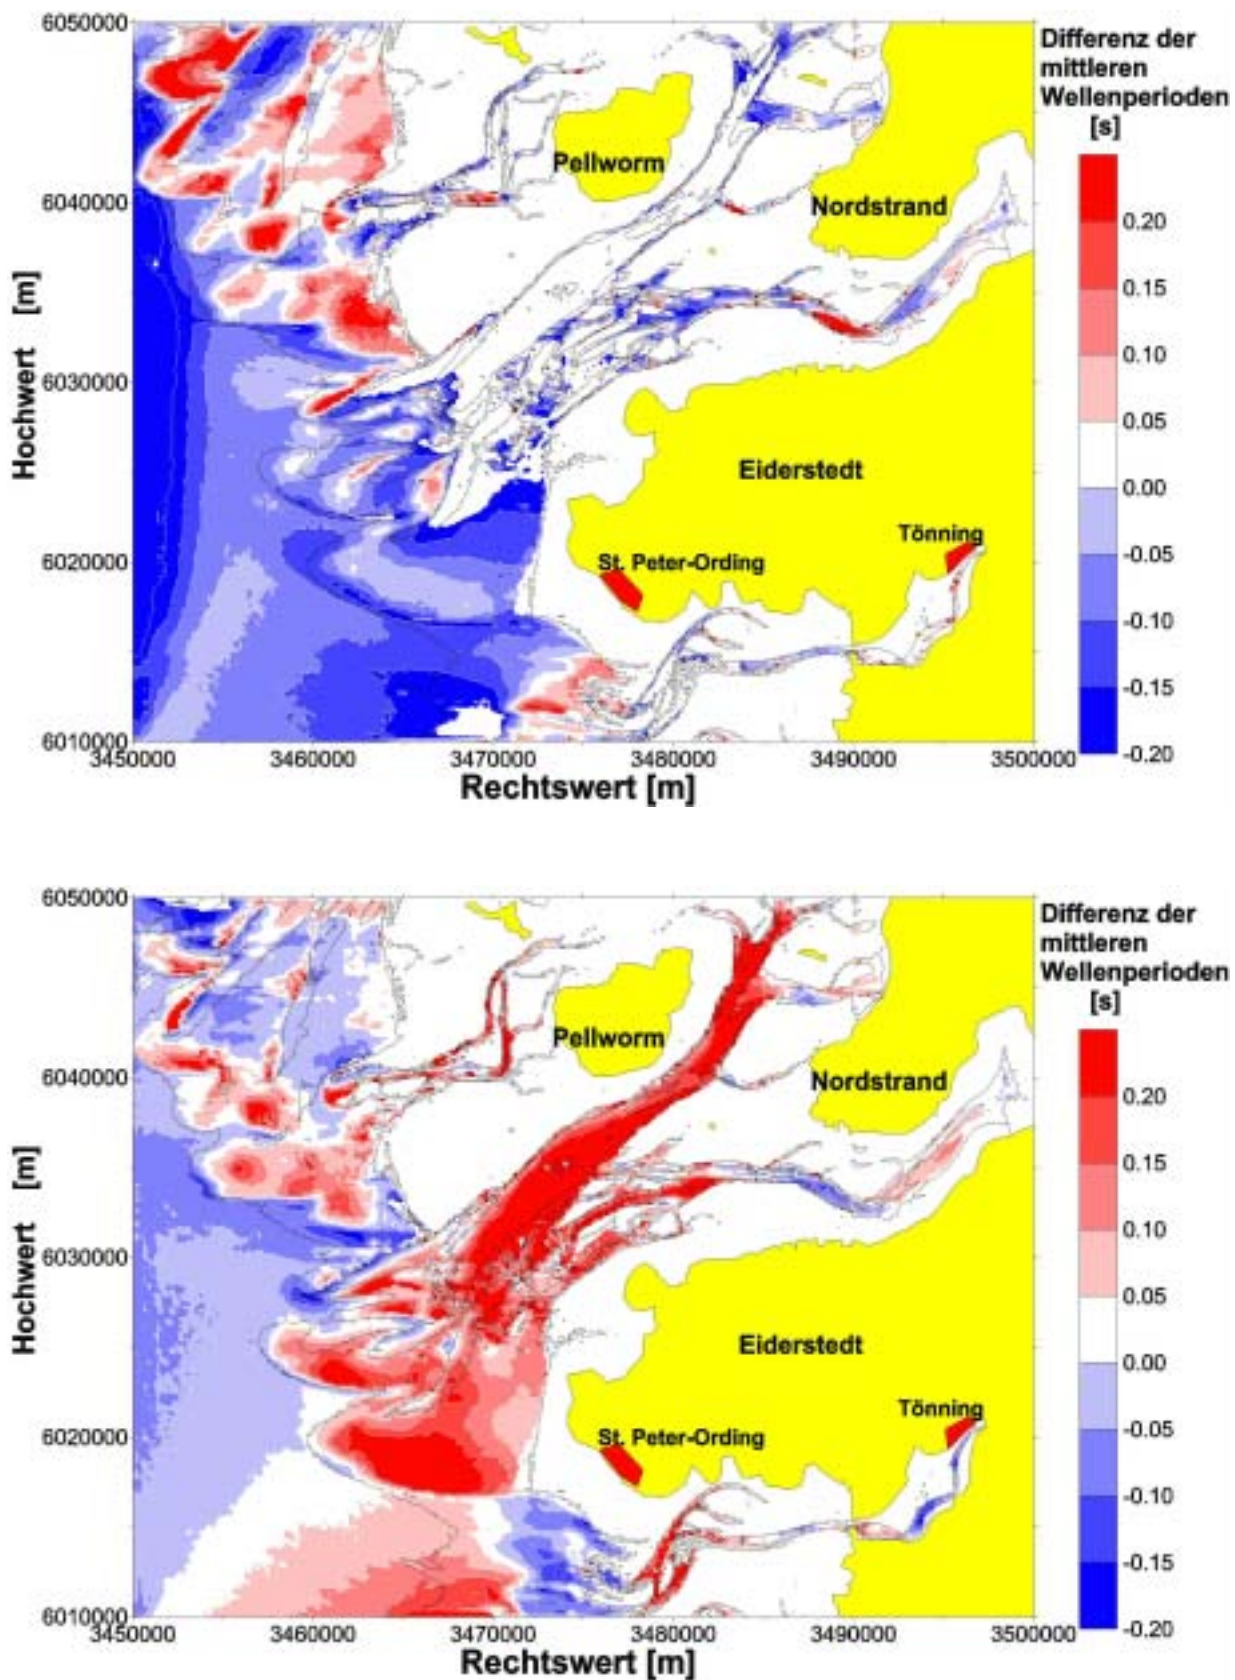 6050000
6040000
6030000
6020000
6010000
Hochwert [m]
3450000 3460000 3470000 3480000 3490000 3500000
Rechtswert [m]
Pellworm
Nordstrand
Eiderstedt
Tönning
St. Peter-Ording
Differenz der
mittleren
Wellenperioden
[s]
0.20
0.15
0.10
0.05
0.00
-0.05
-0.10
-0.15
-0.20
6050000
6040000
6030000
6020000
6010000
Hochwert [m]
3450000 3460000 3470000 3480000 3490000 3500000
Rechtswert [m]
Pellworm
Nordstrand
Eiderstedt
Tönning
St. Peter-Ording
Differenz der
mittleren
Wellenperioden
[s]
0.20
0.15
0.10
0.05
0.00
-0.05
-0.10
-0.15
-0.20